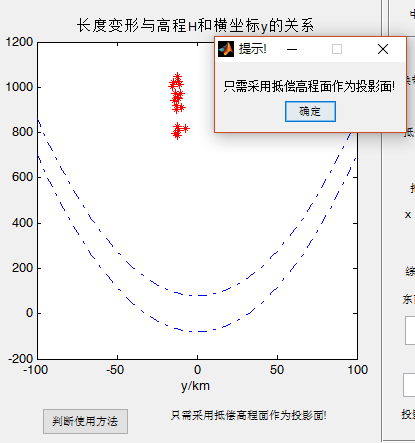 长度变形与高程H和横坐标y的关系
提示!
只需采用抵偿高程面作为投影面!
确定
1200
1000
800
600
400
200
0
-200
-100
-50
0
50
100
y/km
判断使用方法
只需采用抵偿高程面作为投影面!
抵
x
综
东
投影